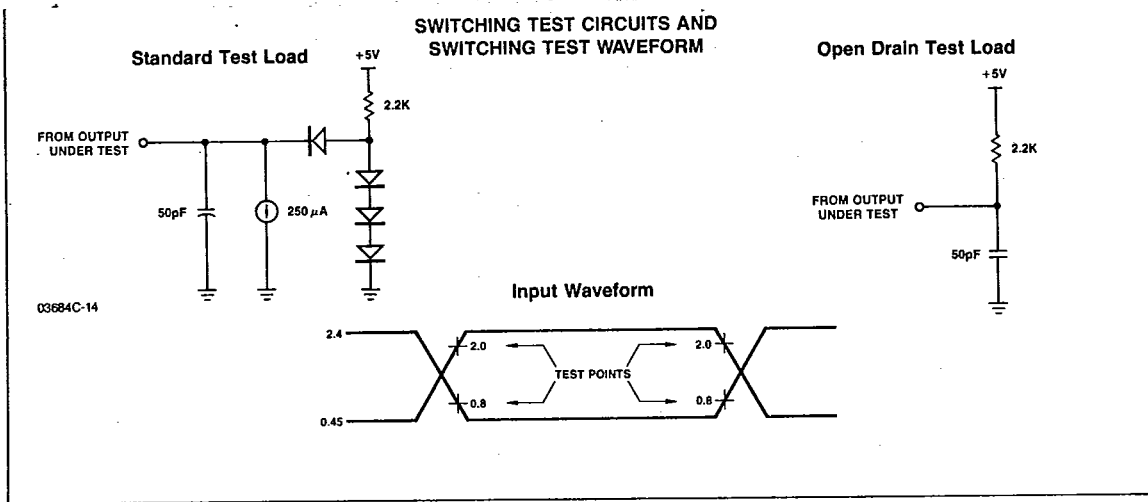 SWITCHING TEST CIRCUITS AND
SWITCHING TEST WAVEFORM
Standard Test Load
+5V
2.2K
FROM OUTPUT
UNDER TEST
50pF
250 μA
03684C-14
Open Drain Test Load
+5V
2.2K
FROM OUTPUT
UNDER TEST
50pF
Input Waveform
2.4
2.0
2.0
TEST POINTS
0.8
0.8
0.45